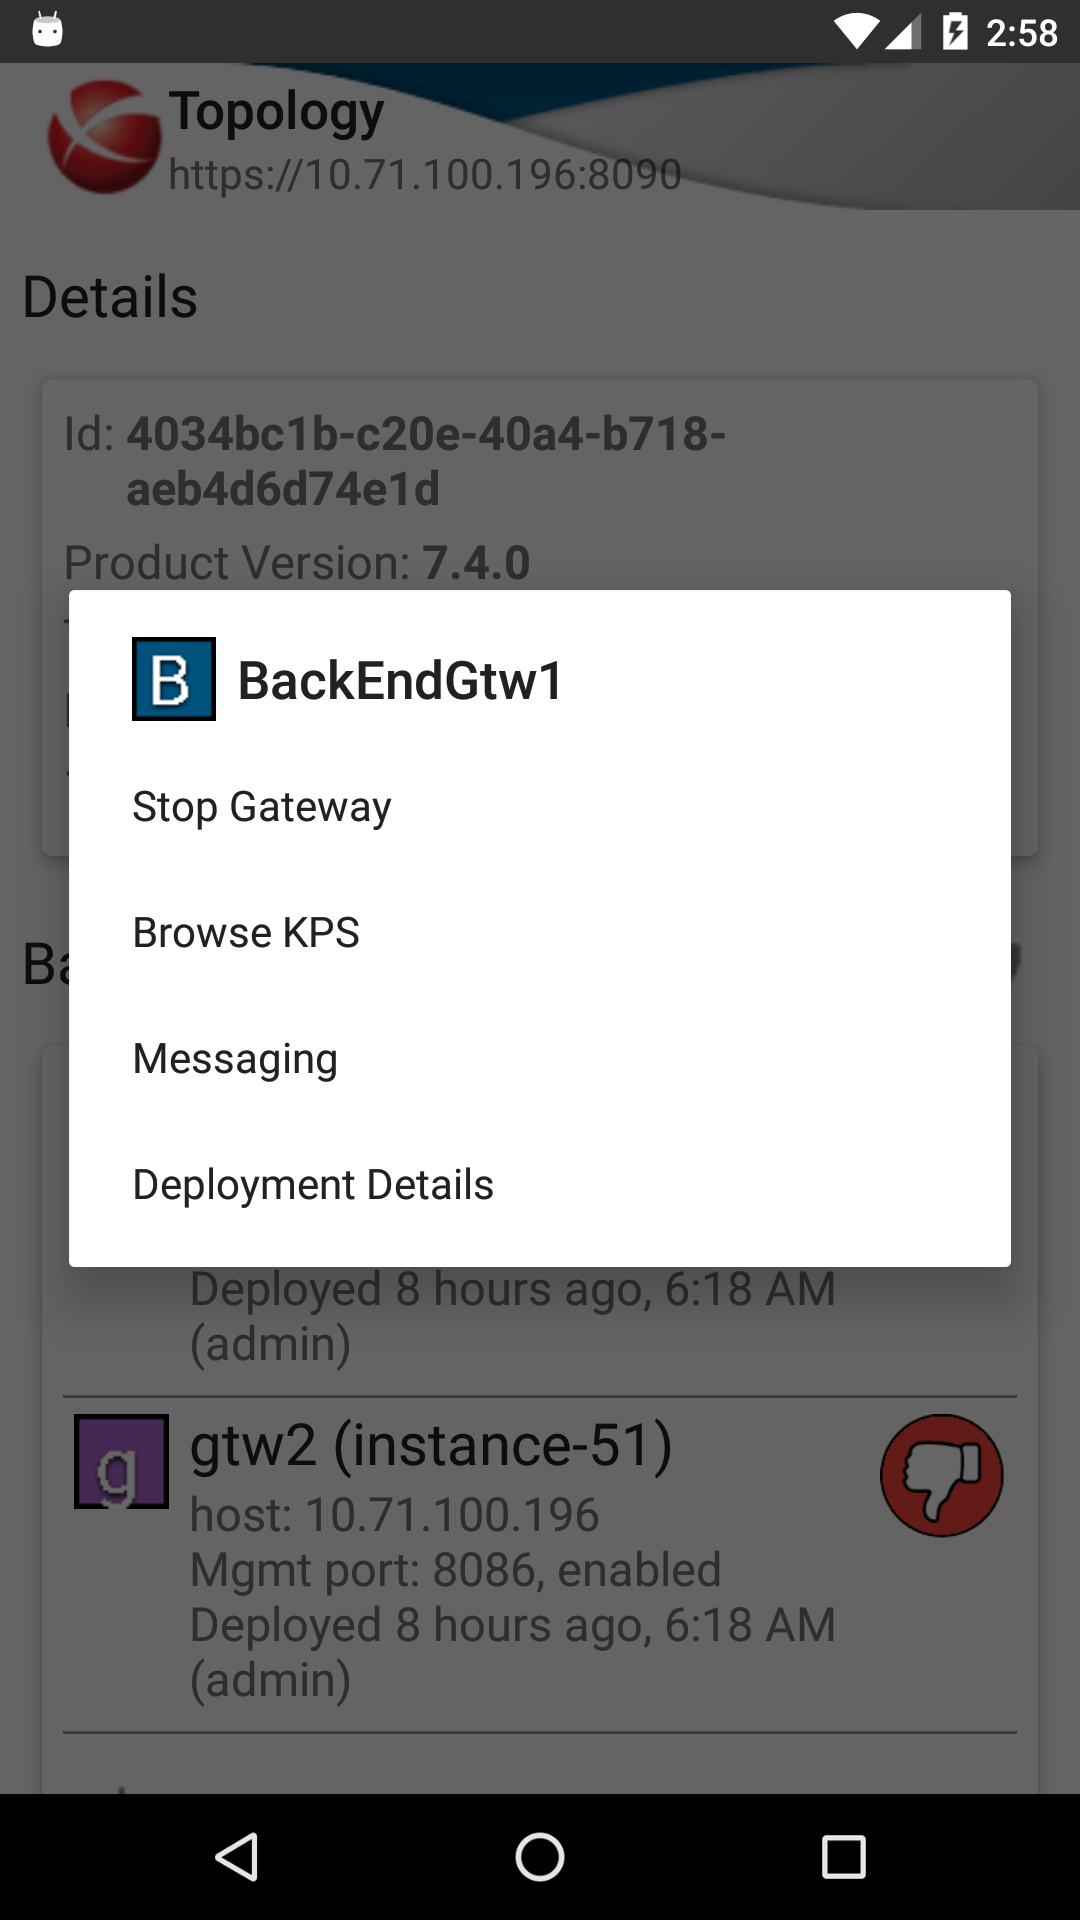 2:58
Topology
https://10.71.100.196:8090
Details
Id: 4034bc1b-c20e-40a4-b718-
aeb4d6d74e1d
Product Version: 7.4.0
B BackEndGtw1
Stop Gateway
Browse KPS
Messaging
Deployment Details
Deployed 8 hours ago, 6:18 AM
(admin)
g gtw2 (instance-51)
host: 10.71.100.196
Mgmt port: 8086, enabled
Deployed 8 hours ago, 6:18 AM
(admin)